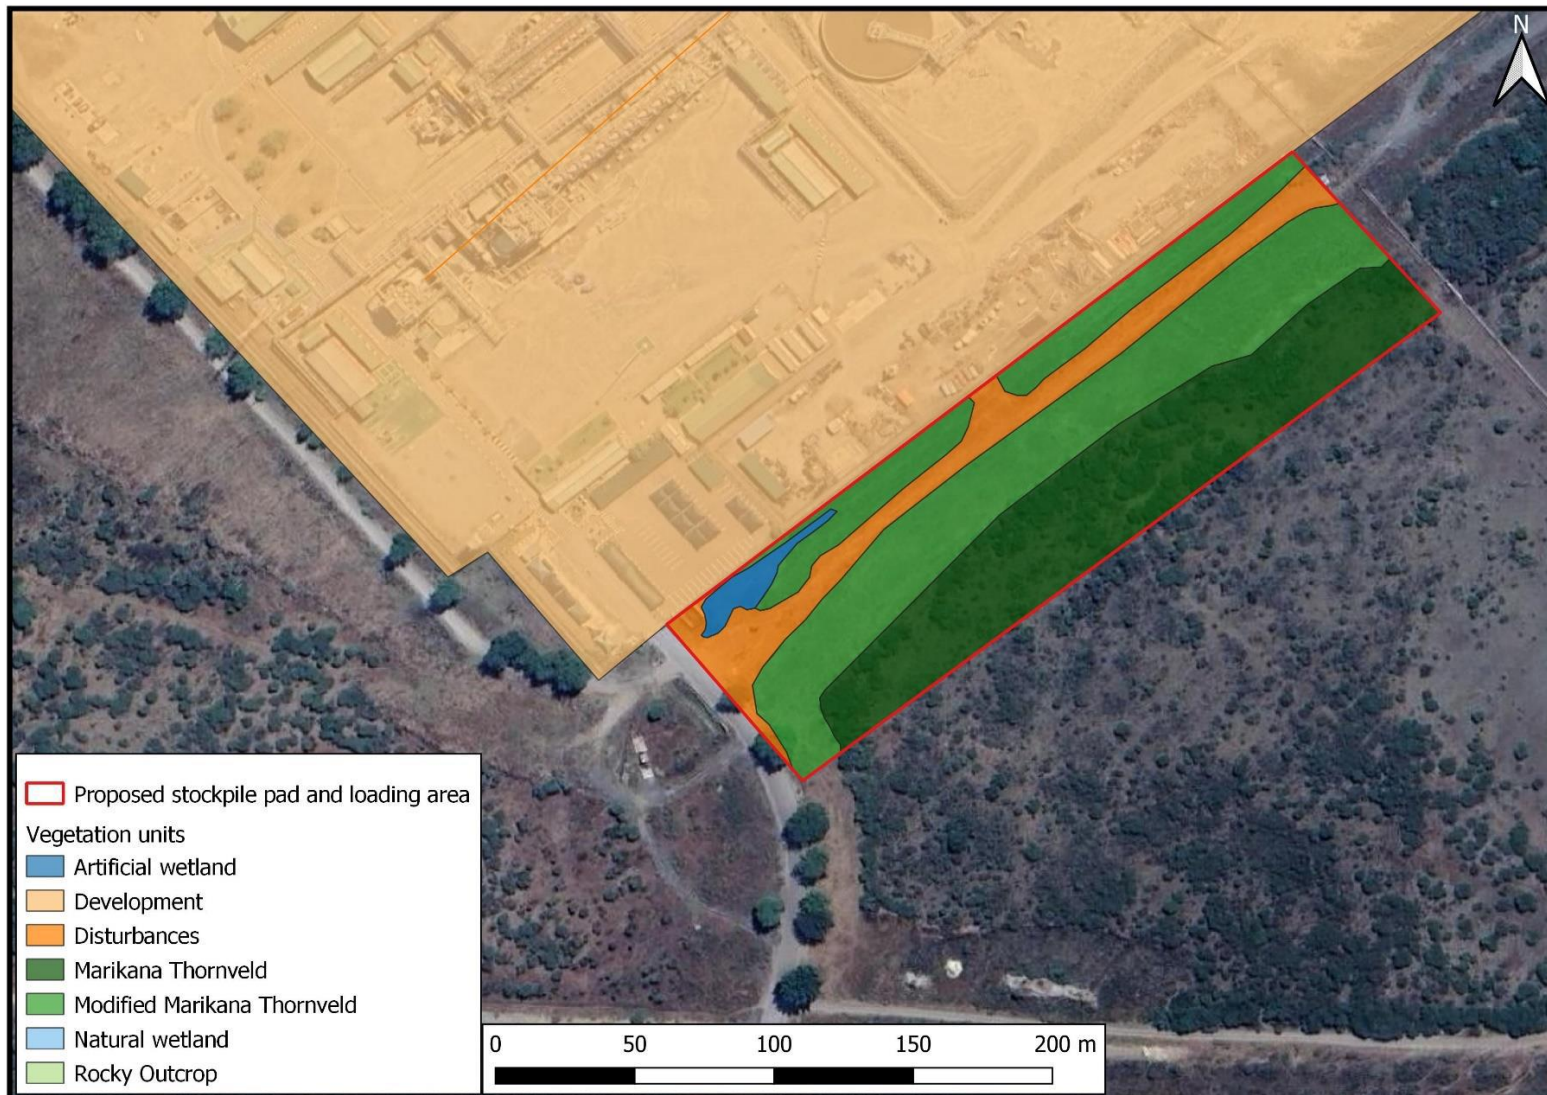 N
Proposed stockpile pad and loading area
Vegetation units
Artificial wetland
Development
Disturbances
Marikana Thornveld
Modified Marikana Thornveld
Natural wetland
Rocky Outcrop
0 50 100 150 200 m